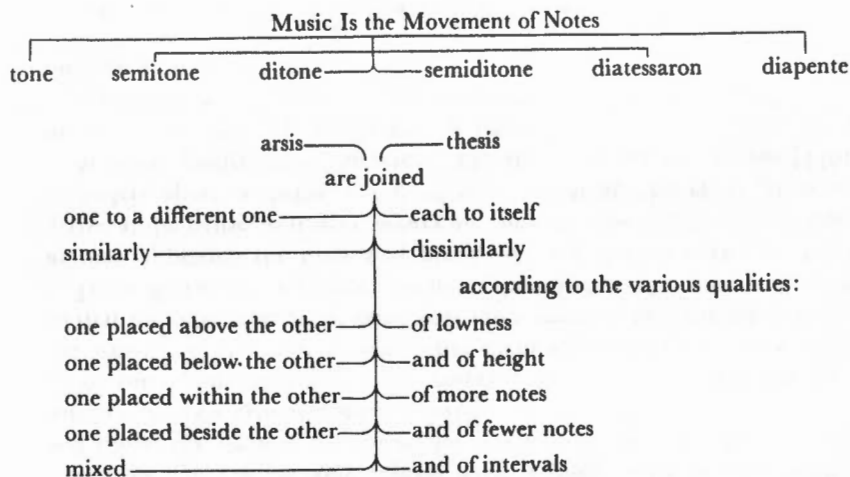 Music Is the Movement of Notes
tone semitone ditone semiditone diatessaron diapente
arsis thesis
are joined
one to a different one each to itself
similarly dissimilarly
according to the various qualities:
one placed above the other of lowness
one placed below the other and of height
one placed within the other of more notes
one placed beside the other and of fewer notes
mixed and of intervals